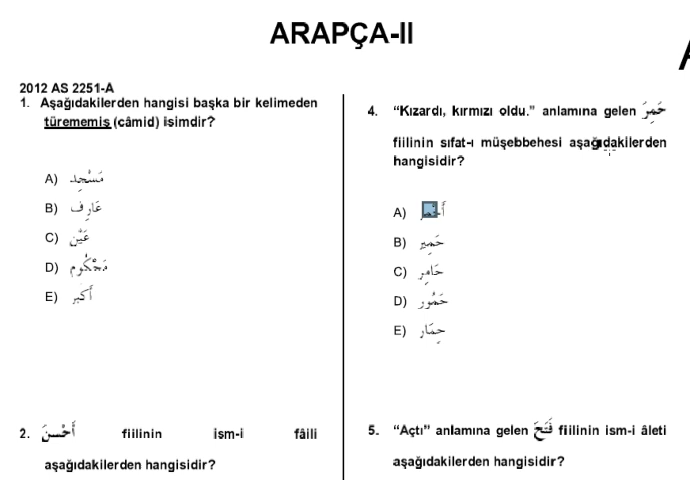 ARAPÇA-II
2012 AS 2251-A
1. Aşağıdakilerden hangisi başka bir kelimeden
türememiş (câmid) isimdir?
A) مَسْجِد
B) عَارِف
C) عَيْن
D) مَحْكُوم
E) أَكْبَر
2. أَحْسَنَ fiilinin ism-i fâili
aşağıdakilerden hangisidir?
4. “Kızardı, kırmızı oldu.” anlamına gelen حَمِرَ
fiilinin sıfat-ı müşebbehesi aşağıdakilerden
hangisidir?
A)
B) حَمِير
C) حَامِر
D) حَمُور
E) حِمَار
5. “Açtı” anlamına gelen فَتَحَ fiilinin ism-i âleti
aşağıdakilerden hangisidir?